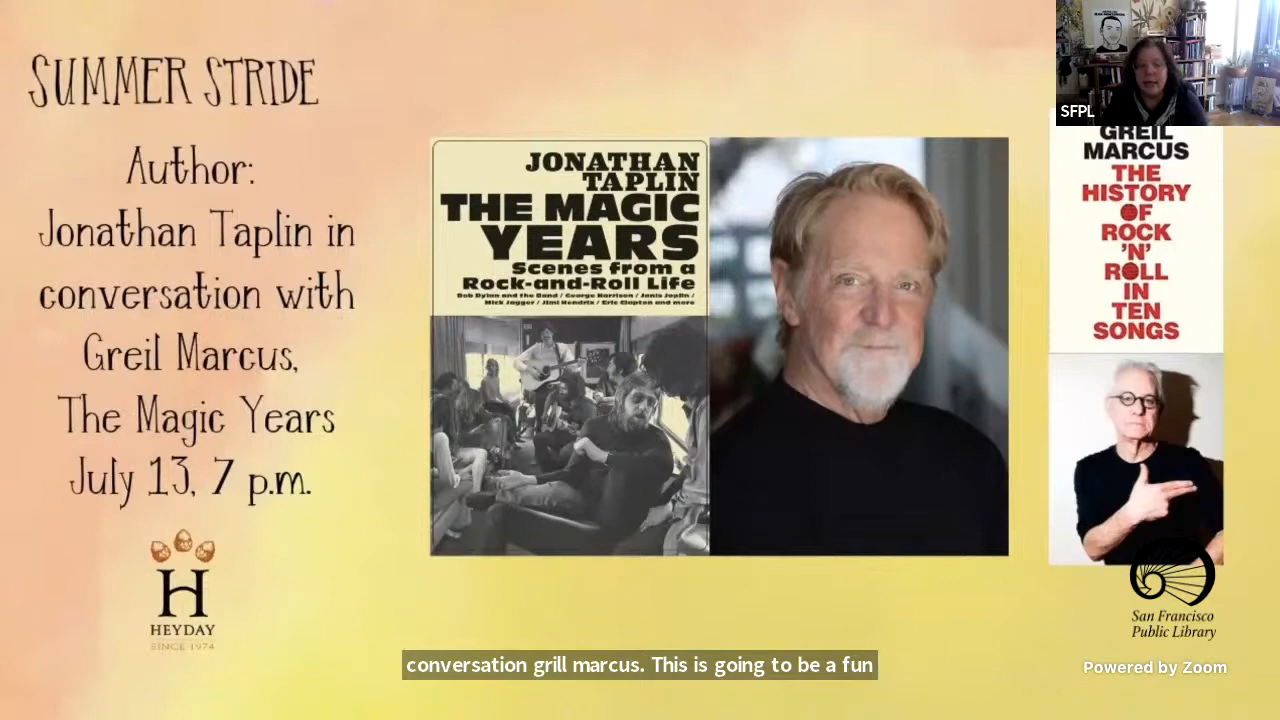 SUMMER STRIDE
Author:
Jonathan Taplin in
conversation with
Greil Marcus,
The Magic Years
July 13, 7 p.m.
HEYDAY
SINCE 1974
JONATHAN
TAPLIN
THE MAGIC
YEARS
Scenes from a
Rock-and-Roll Life
Bob Dylan and the Band / George Harrison / Janis Joplin /
Mick Jagger / Jimi Hendrix / Eric Clapton and more
SFPL
GREIL
MARCUS
THE
HISTORY
OF
ROCK
'N'
ROLL
IN
TEN
SONGS
San Francisco
Public Library
conversation grill marcus. This is going to be a fun
Powered by Zoom